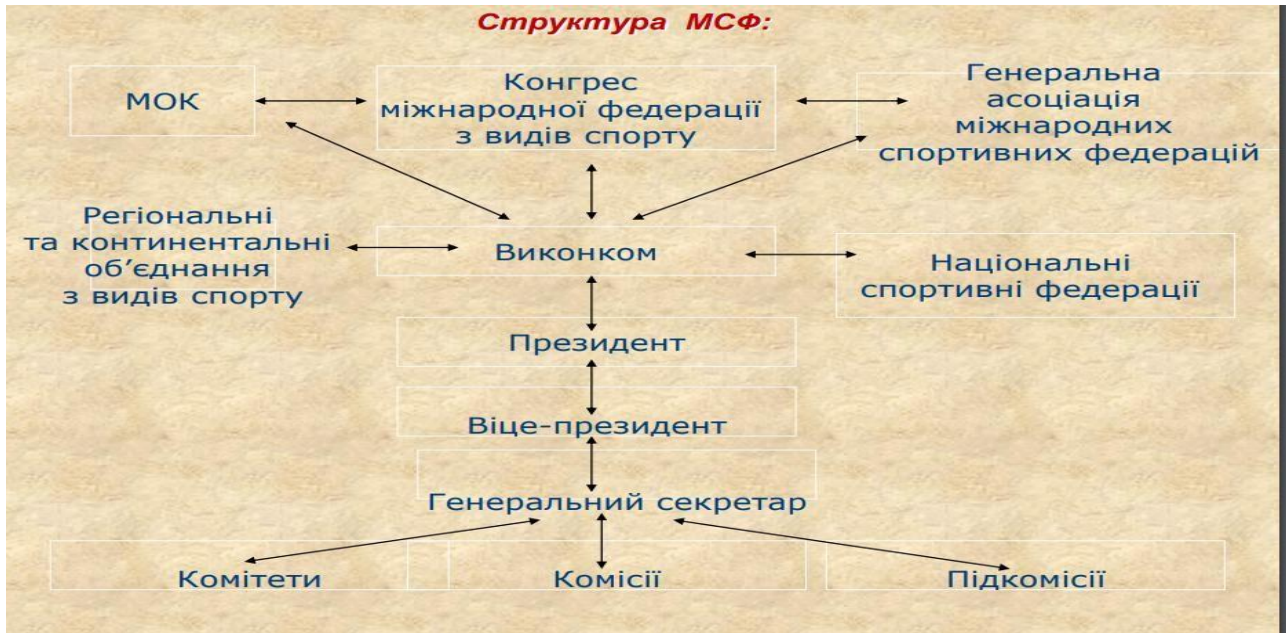 Структура МСФ:
МОК
Конгрес
міжнародної федерації
з видів спорту
Генеральна
асоціація
міжнародних
спортивних федерацій
Регіональні
та континентальні
об’єднання
з видів спорту
Виконком
Національні
спортивні федерації
Президент
Віце-президент
Генеральний секретар
Комітети
Комісії
Підкомісії